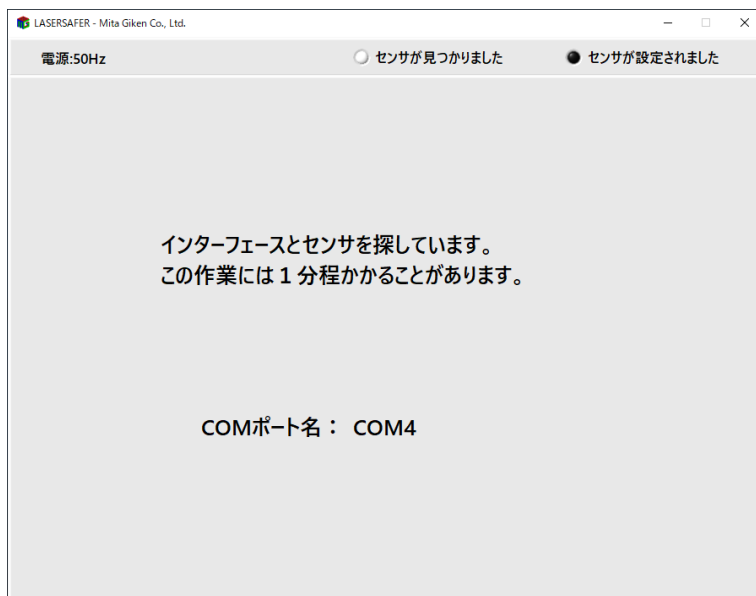 LASERSAFER - Mita Giken Co., Ltd.
電源:50Hz
センサが見つかりました
センサが設定されました
インターフェースとセンサを探しています。
この作業には１分程かかることがあります。
COMポート名： COM4